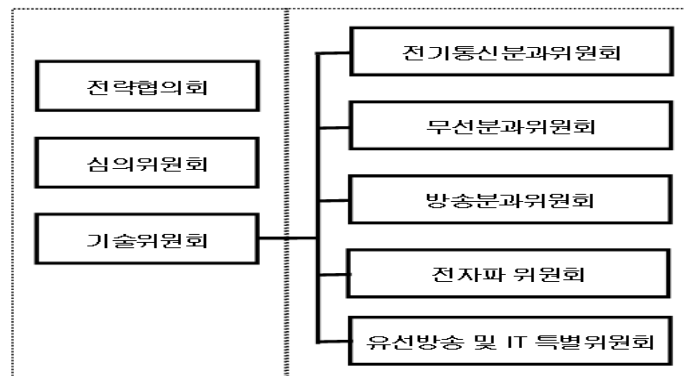 전략협의회
심의위원회
기술위원회
전기통신분과위원회
무선분과위원회
방송분과위원회
전자파 위원회
유선방송 및 IT 특별위원회